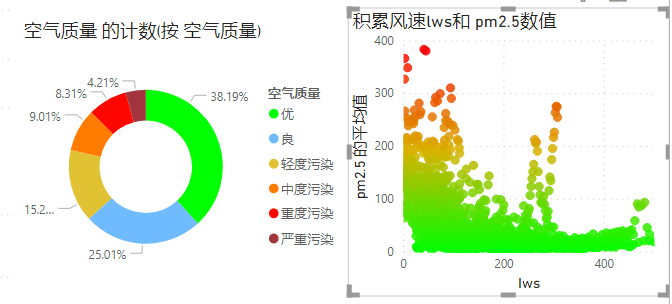 空气质量 的计数(按 空气质量)
4.21%
8.31%
9.01%
15.2...
25.01%
38.19%
空气质量
优
良
轻度污染
中度污染
重度污染
严重污染
积累风速lws和 pm2.5数值
pm2.5 的平均值
400
300
200
100
0
0
200
400
lws